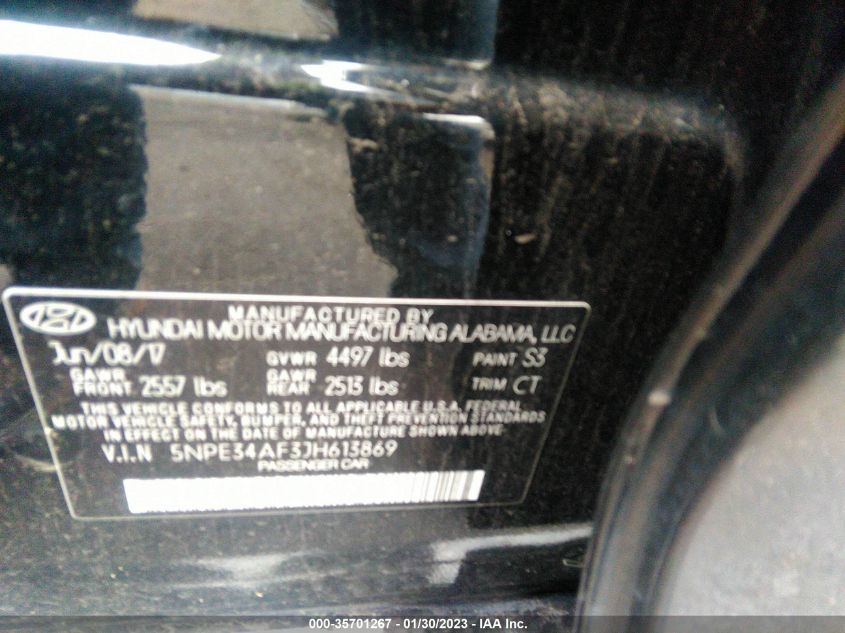 MANUFACTURED BY
HYUNDAI MOTOR MANUFACTURING ALABAMA, LLC
Jun/08/17 GVWR 4497 lbs PAINT S3
GAWR FRONT 2557 lbs GAWR REAR 2513 lbs TRIM CT
THIS VEHICLE CONFORMS TO ALL APPLICABLE U.S.A. FEDERAL
MOTOR VEHICLE SAFETY, BUMPER, AND THEFT PREVENTION STANDARDS
IN EFFECT ON THE DATE OF MANUFACTURE SHOWN ABOVE.
V.I.N 5NPE34AF3JH613869
PASSENGER CAR
000-35701267 - 01/30/2023 - IAA Inc.